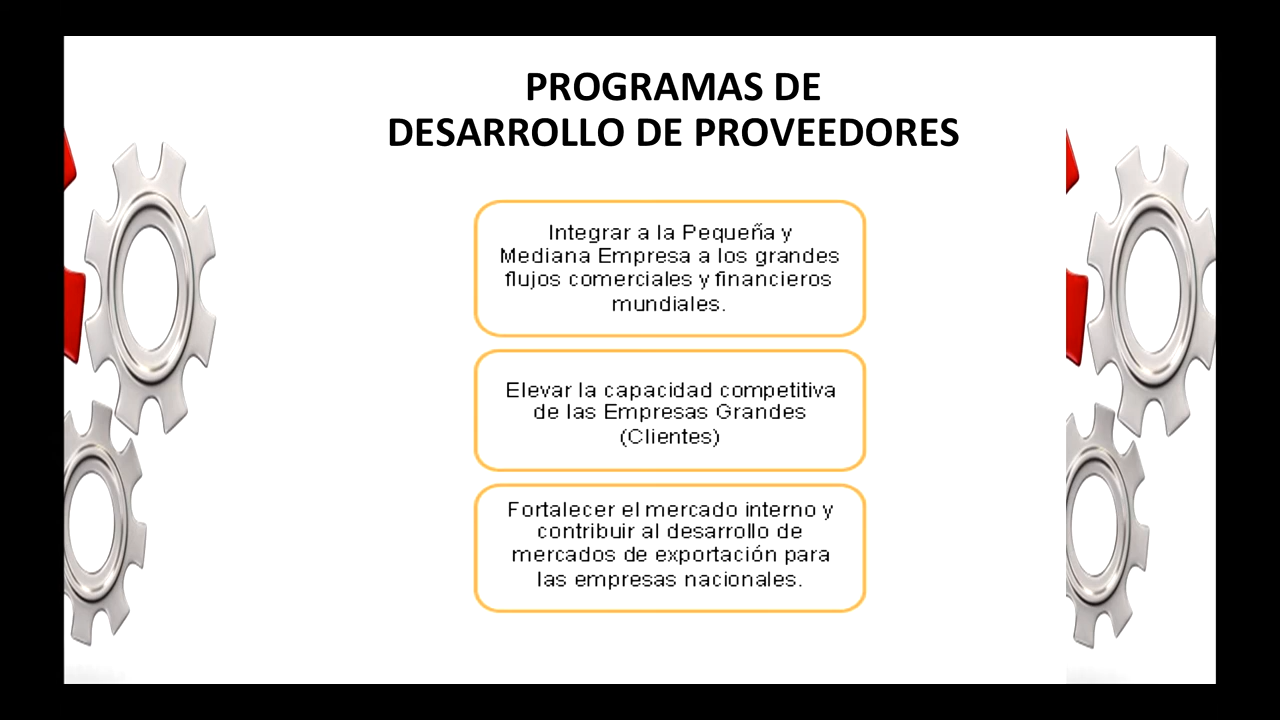 PROGRAMAS DE
DESARROLLO DE PROVEEDORES
Integrar a la Pequeña y
Mediana Empresa a los grandes
flujos comerciales y financieros
mundiales.
Elevar la capacidad competitiva
de las Empresas Grandes
(Clientes)
Fortalecer el mercado interno y
contribuir al desarrollo de
mercados de exportación para
las empresas nacionales.